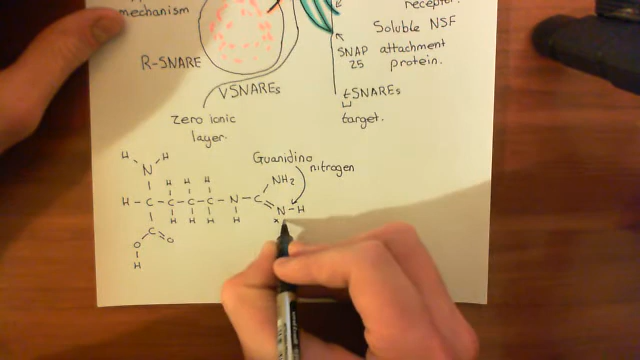 mechanism
receptor.
Soluble NSF
SNAP attachment
25 protein.
R-SNARE
VSNAREs
tSNAREs
target.
Zero ionic
layer.
Guanidino
nitrogen
H H
N
H H H
NH2
H - C - C - C - C - N - C
N - H
H H H H
x
C
O O
H